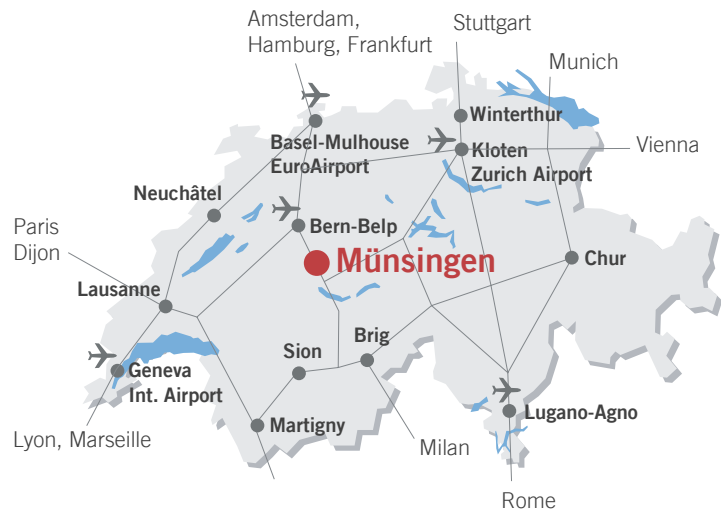 Amsterdam,
Hamburg, Frankfurt
Stuttgart
Munich
Winterthur
Basel-Mulhouse
EuroAirport
Kloten
Zurich Airport
Vienna
Neuchâtel
Bern-Belp
Paris
Dijon
Münsingen
Chur
Lausanne
Brig
Sion
Geneva
Int. Airport
Lugano-Agno
Martigny
Lyon, Marseille
Milan
Rome